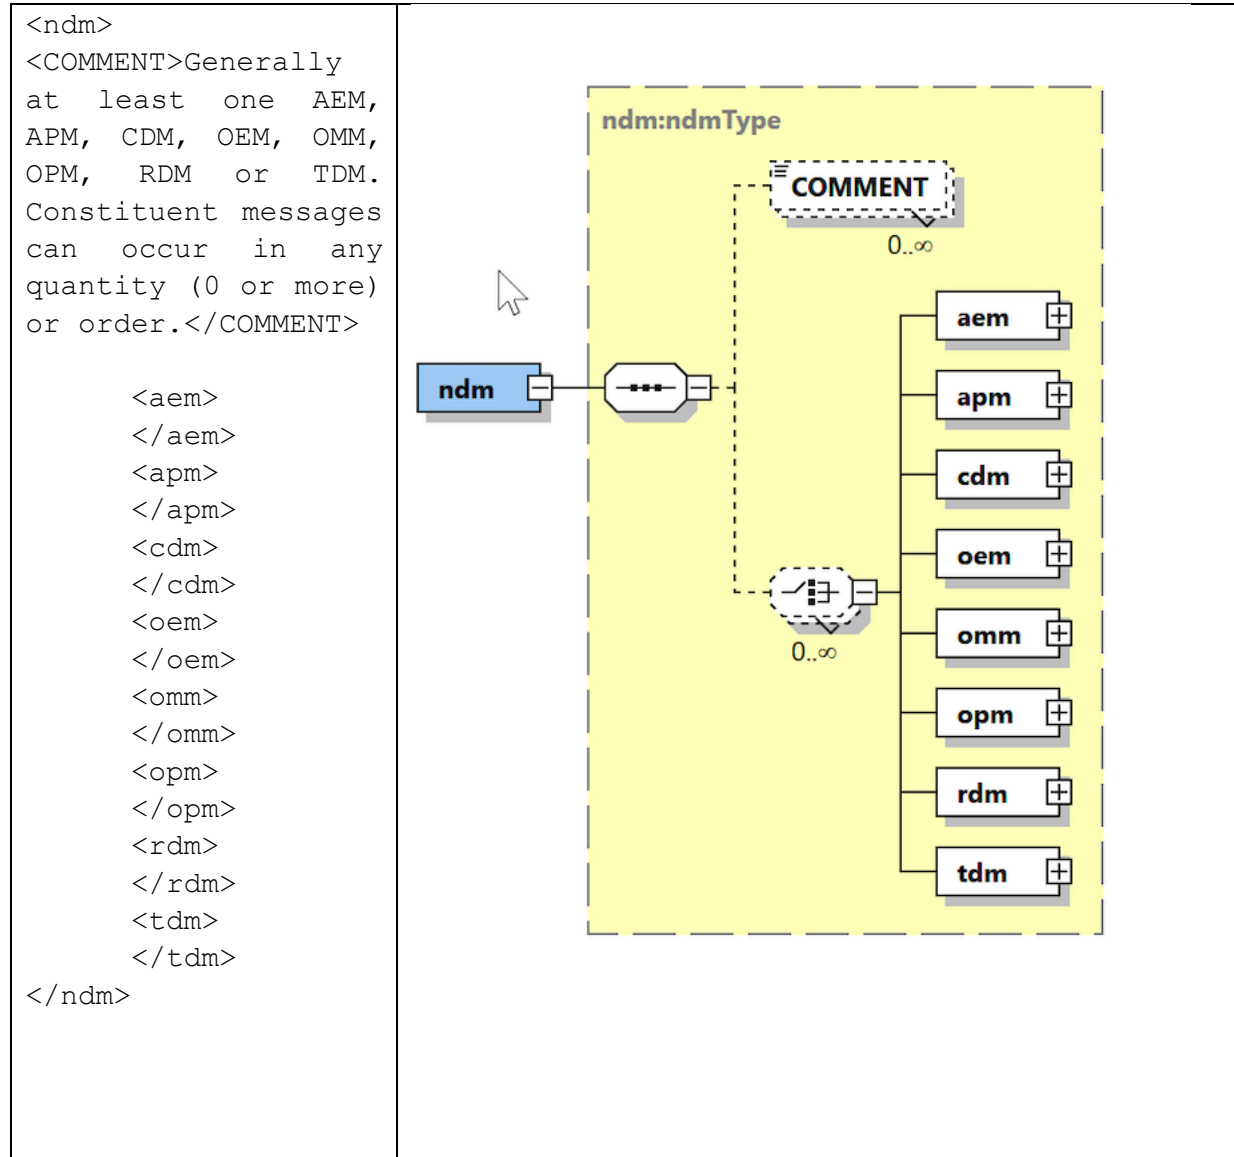 <ndm>
<COMMENT>Generally
at least one AEM,
APM, CDM, OEM, OMM,
OPM, RDM or TDM.
Constituent messages
can occur in any
quantity (0 or more)
or order.</COMMENT>
<aem>
</aem>
<apm>
</apm>
<cdm>
</cdm>
<oem>
</oem>
<omm>
</omm>
<opm>
</opm>
<rdm>
</rdm>
<tdm>
</tdm>
</ndm>
ndm:ndmType
COMMENT
0..∞
ndm
0..∞
aem
apm
cdm
oem
omm
opm
rdm
tdm